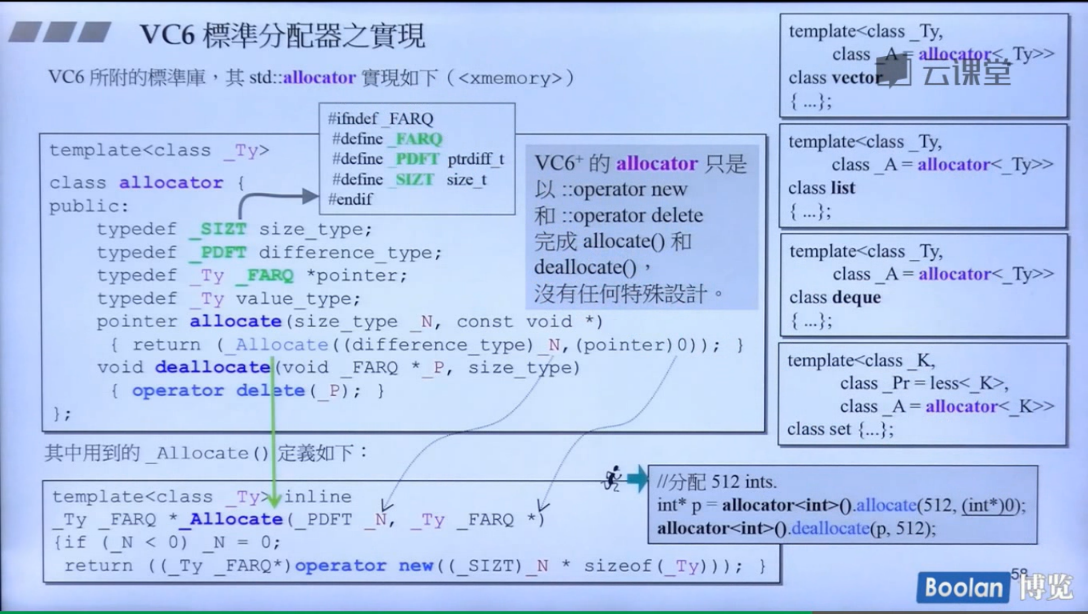 VC6 標準分配器之實現
VC6 所附的標準庫，其 std::allocator 實現如下（<xmemory>）
template<class _Ty>
class allocator {
public:
typedef _SIZT size_type;
typedef _PDFT difference_type;
typedef _Ty _FARQ *pointer;
typedef _Ty value_type;
pointer allocate(size_type _N, const void *)
{ return (_Allocate((difference_type)_N,(pointer)0)); }
void deallocate(void _FARQ *_P, size_type)
{ operator delete(_P); }
};
#ifndef _FARQ
#define _FARQ
#define _PDFT ptrdiff_t
#define _SIZT size_t
#endif
VC6+ 的 allocator 只是
以 ::operator new
和 ::operator delete
完成 allocate() 和
deallocate()，
沒有任何特殊設計。
其中用到的 _Allocate() 定義如下：
template<class _Ty> inline
_Ty _FARQ *_Allocate(_PDFT _N, _Ty _FARQ *)
{if (_N < 0) _N = 0;
return ((_Ty _FARQ*)operator new((_SIZT)_N * sizeof(_Ty))); }
template<class _Ty,
class _A = allocator<_Ty>>
class vector
{ ...};
云课堂
template<class _Ty,
class _A = allocator<_Ty>>
class list
{ ...};
template<class _Ty,
class _A = allocator<_Ty>>
class deque
{ ...};
template<class _K,
class _Pr = less<_K>,
class _A = allocator<_K>>
class set {...};
//分配 512 ints.
int* p = allocator<int>().allocate(512, (int*)0);
allocator<int>().deallocate(p, 512);
58
Boolan 博览